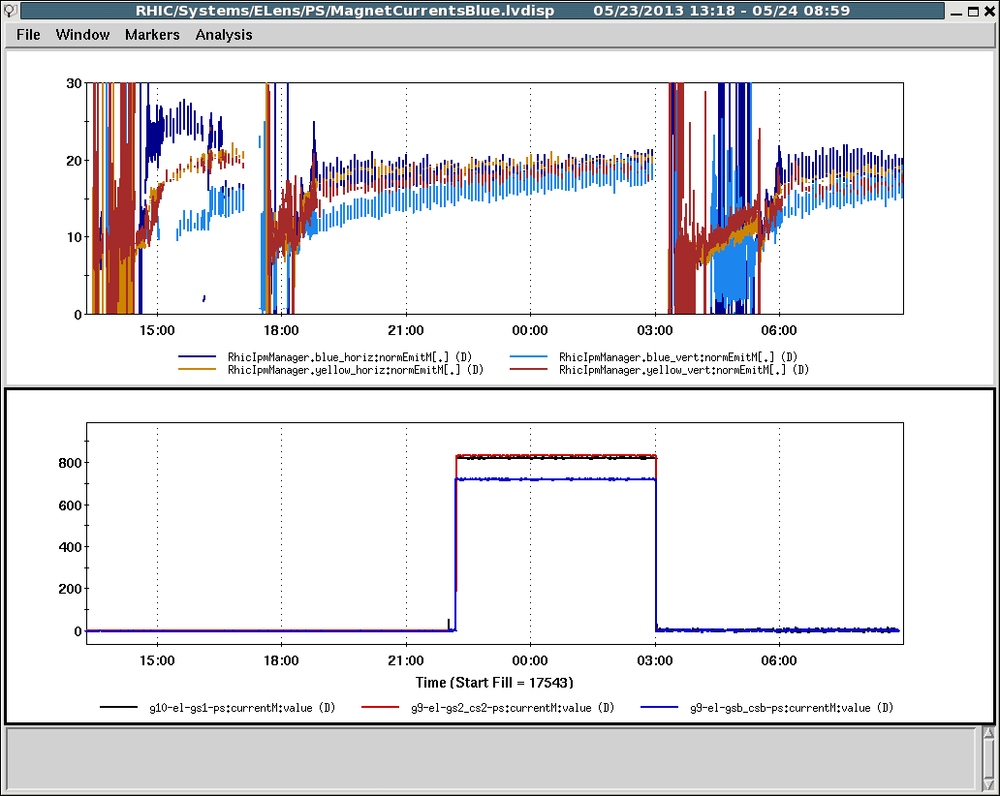 RHIC/Systems/ELens/PS/MagnetCurrentsBlue.lvdisp 05/23/2013 13:18 - 05/24 08:59
File Window Markers Analysis
30
20
10
0
15:00 18:00 21:00 00:00 03:00 06:00
RhicIpmManager.blue_horiz:normEmitM[.] (D) RhicIpmManager.blue_vert:normEmitM[.] (D)
RhicIpmManager.yellow_horiz:normEmitM[.] (D) RhicIpmManager.yellow_vert:normEmitM[.] (D)
800
600
400
200
0
15:00 18:00 21:00 00:00 03:00 06:00
Time (Start Fill = 17543)
g10-el-gs1-ps:currentM:value (D) g9-el-gs2_cs2-ps:currentM:value (D) g9-el-gsb_csb-ps:currentM:value (D)